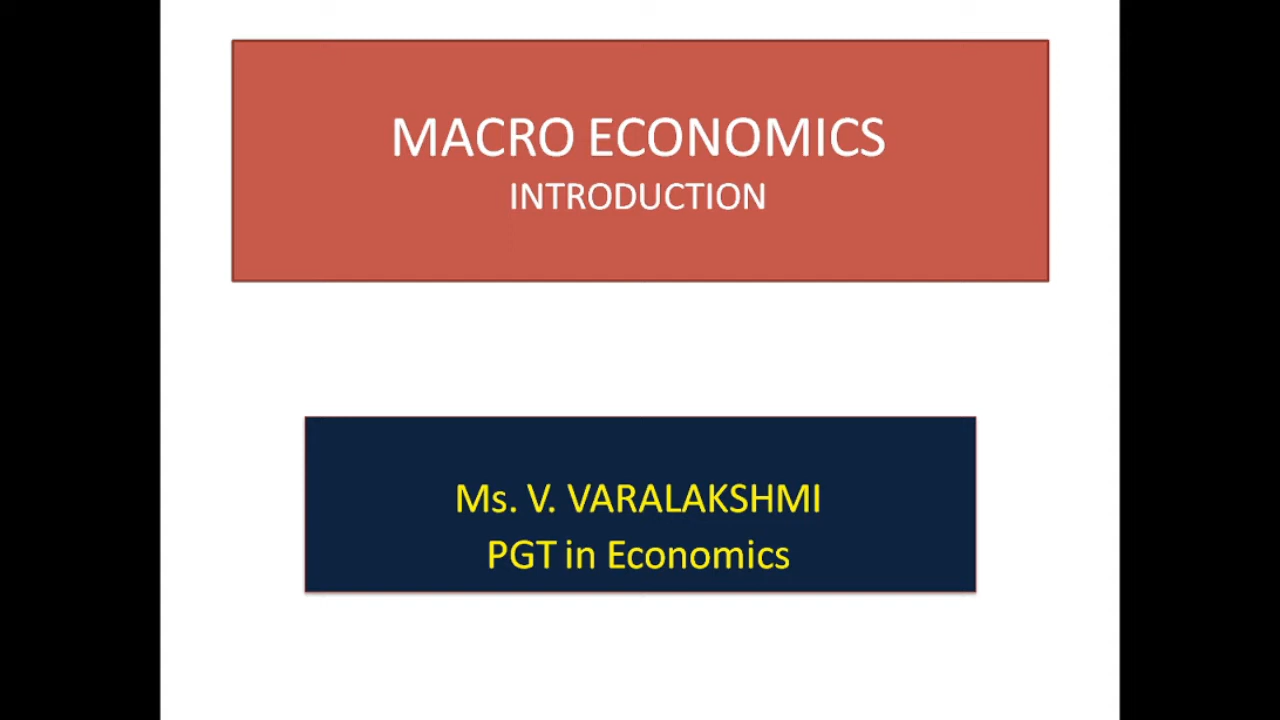 MACRO ECONOMICS
INTRODUCTION
Ms. V. VARALAKSHMI
PGT in Economics